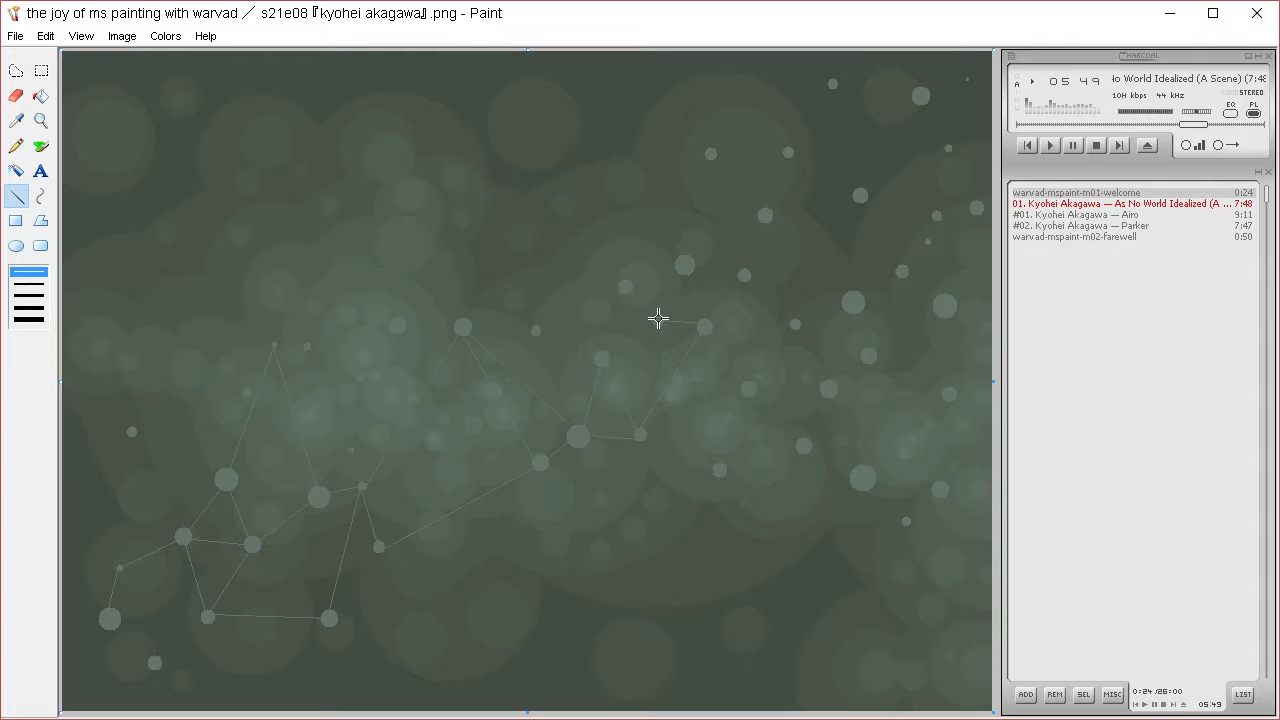 the joy of ms painting with warvad ／ s21e08『kyohei akagawa』.png - Paint
File Edit View Image Colors Help
A
CHARCOAL
05 49
lo World Idealized (A Scene) (7:48
10H kbps 44 kHz
STEREO
EQ PL
warvad-mspaint-m01-welcome 0:24
01. Kyohei Akagawa — As No World Idealized (A ... 7:48
#01. Kyohei Akagawa — Airo 9:11
#02. Kyohei Akagawa — Parker 7:47
warvad-mspaint-m02-farewell 0:50
ADD REM SEL MISC 0:24/26:00 05:49 LIST